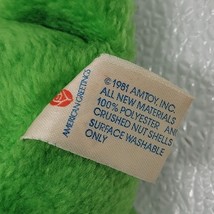 © 1981 AMTOY, INC.
ALL NEW MATERIALS
100% POLYESTER AND
CRUSHED NUT SHELLS
SURFACE WASHABLE
ONLY
AMERICAN GREETINGS